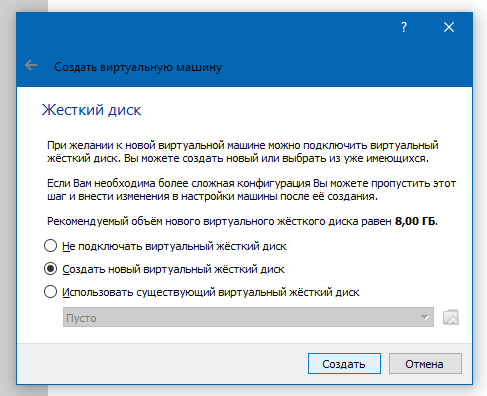 ?
Создать виртуальную машину
Жесткий диск
При желании к новой виртуальной машине можно подключить виртуальный
жёсткий диск. Вы можете создать новый или выбрать из уже имеющихся.
Если Вам необходима более сложная конфигурация Вы можете пропустить этот
шаг и внести изменения в настройки машины после её создания.
Рекомендуемый объём нового виртуального жёсткого диска равен 8,00 ГБ.
Не подключать виртуальный жёсткий диск
Создать новый виртуальный жёсткий диск
Использовать существующий виртуальный жёсткий диск
Пусто
Создать
Отмена